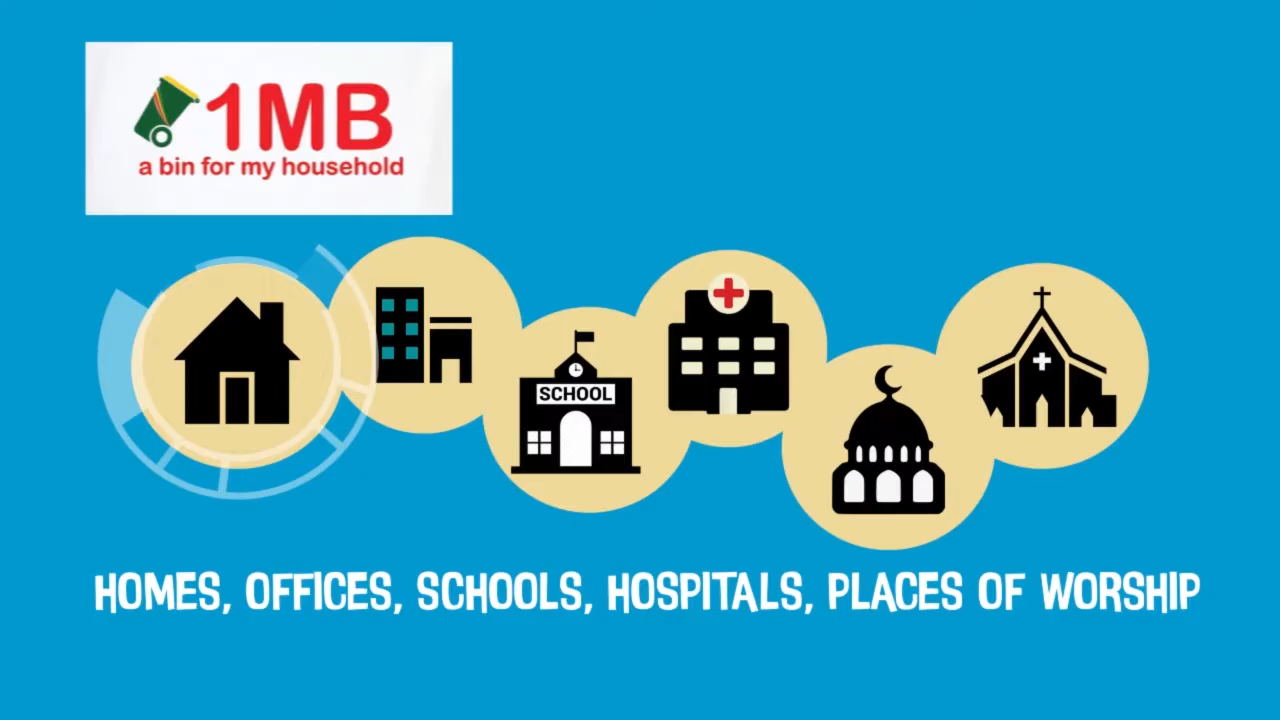 1MB
a bin for my household
SCHOOL
HOMES, OFFICES, SCHOOLS, HOSPITALS, PLACES OF WORSHIP